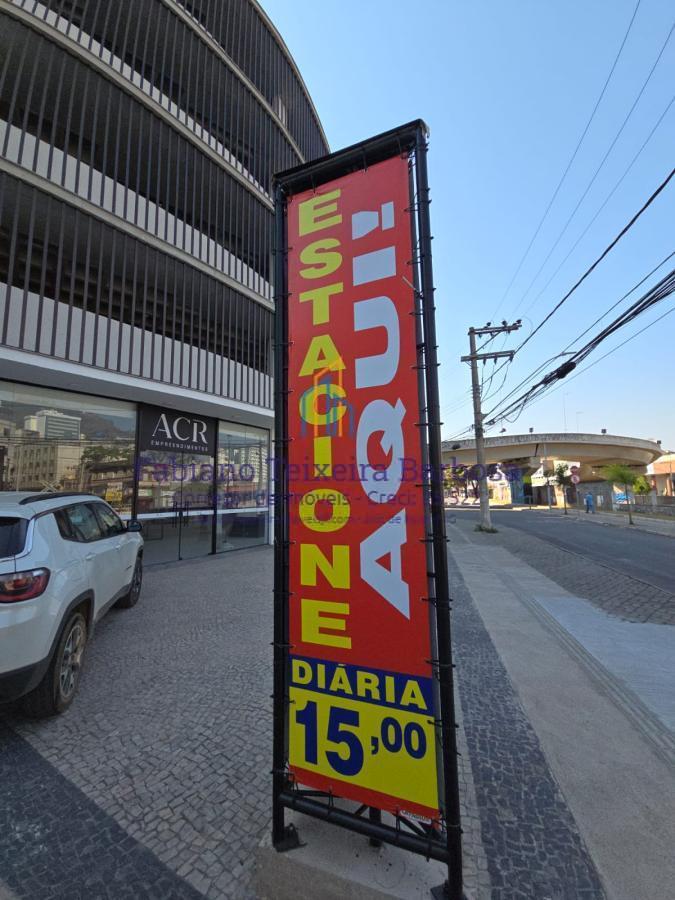 ESTACIONE
AQUI!
DIÁRIA
15,00
ACR
EMPREENDIMENTOS
Fabiano Teixeira Barbosa
Corretor de Imóveis - Creci: